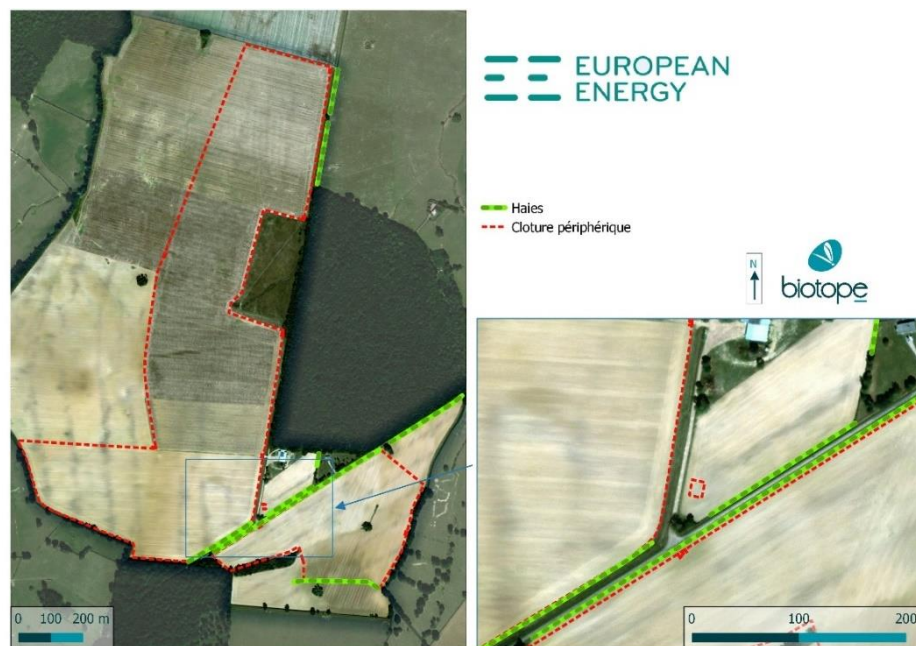 EUROPEAN
ENERGY
Haies
Cloture périphérique
N
biotope
0 100 200 m
0 100 200